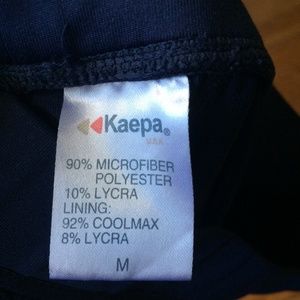 Kaepa®
USA
90% MICROFIBER
POLYESTER
10% LYCRA
LINING:
92% COOLMAX
8% LYCRA
M